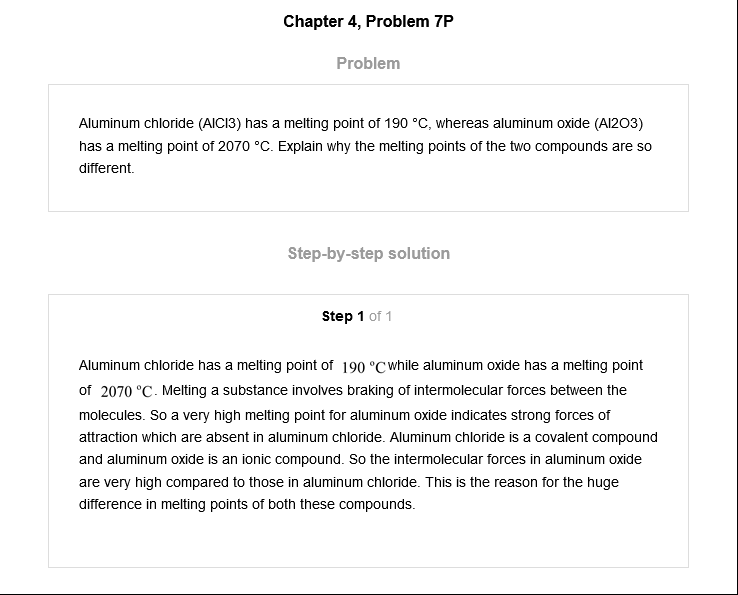 Chapter 4, Problem 7P
Problem
Aluminum chloride (AlCl3) has a melting point of 190 °C, whereas aluminum oxide (Al2O3)
has a melting point of 2070 °C. Explain why the melting points of the two compounds are so
different.
Step-by-step solution
Step 1 of 1
Aluminum chloride has a melting point of 190 °C while aluminum oxide has a melting point
of 2070 °C. Melting a substance involves braking of intermolecular forces between the
molecules. So a very high melting point for aluminum oxide indicates strong forces of
attraction which are absent in aluminum chloride. Aluminum chloride is a covalent compound
and aluminum oxide is an ionic compound. So the intermolecular forces in aluminum oxide
are very high compared to those in aluminum chloride. This is the reason for the huge
difference in melting points of both these compounds.